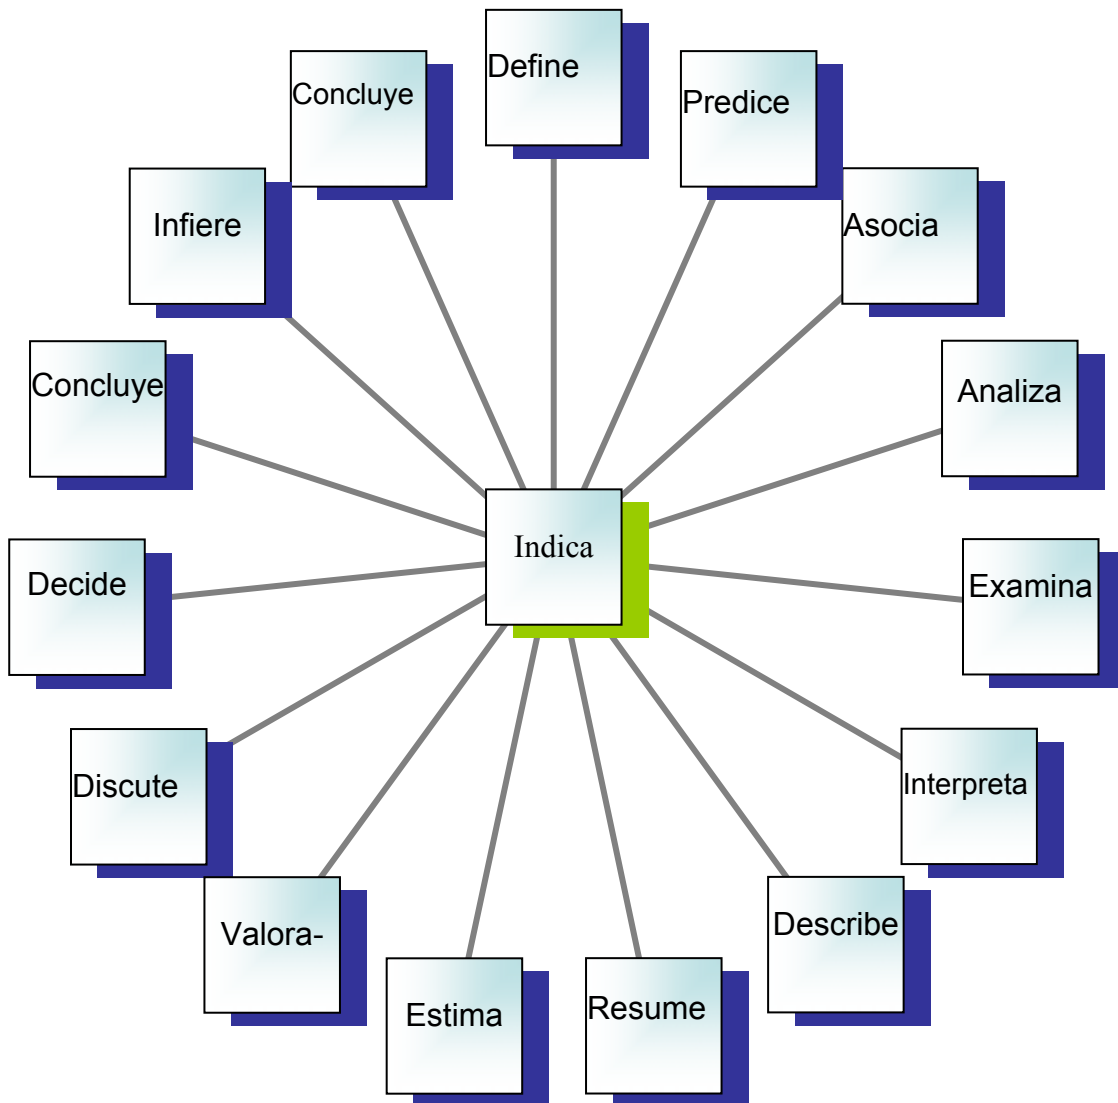 Define
Predice
Asocia
Analiza
Examina
Interpreta
Describe
Resume
Estima
Valora-
Discute
Decide
Concluye
Infiere
Concluye
Indica